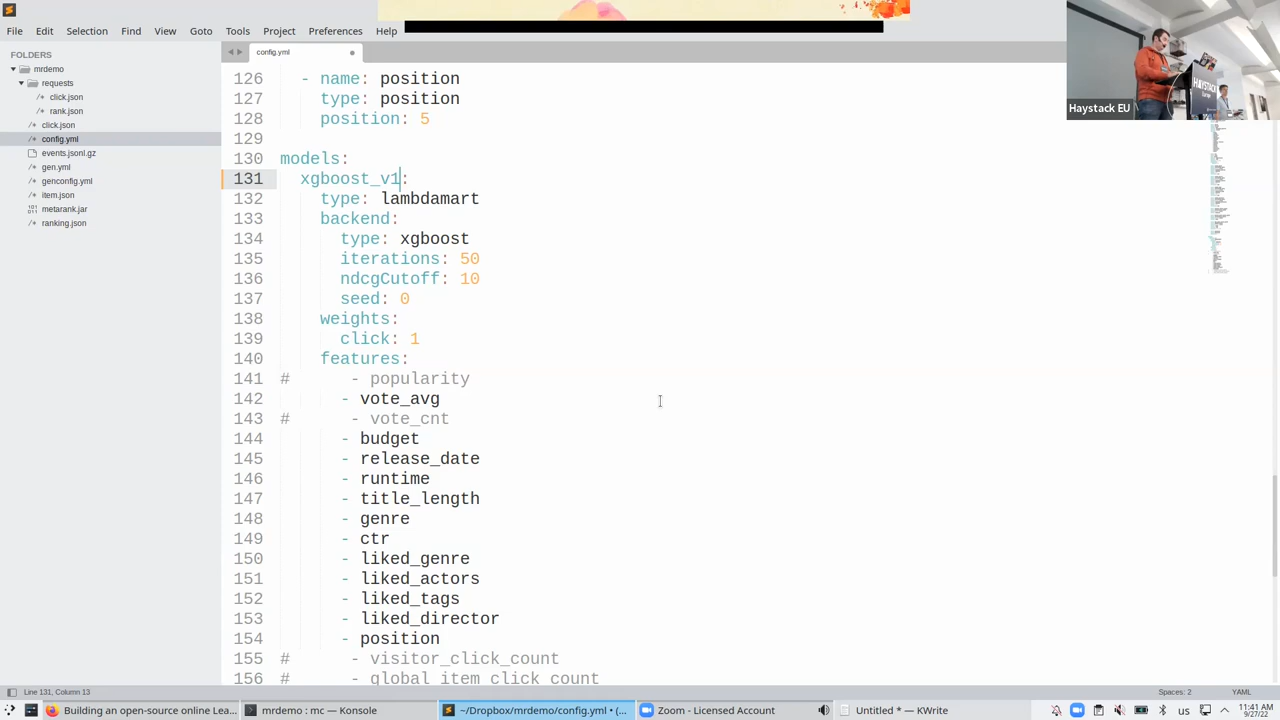 File Edit Selection Find View Goto Tools Project Preferences Help
FOLDERS
mrdemo
requests
click.json
rank.json
click.json
config.yml
events.jsonl.gz
gen.yml
genconfig.yml
item.json
metarank.jar
ranking.json
config.yml
126 - name: position
127 type: position
128 position: 5
129
130 models:
131 xgboost_v1:
132 type: lambdamart
133 backend:
134 type: xgboost
135 iterations: 50
136 ndcgCutoff: 10
137 seed: 0
138 weights:
139 click: 1
140 features:
141 # - popularity
142 - vote_avg
143 # - vote_cnt
144 - budget
145 - release_date
146 - runtime
147 - title_length
148 - genre
149 - ctr
150 - liked_genre
151 - liked_actors
152 - liked_tags
153 - liked_director
154 - position
155 # - visitor_click_count
156 # - global_item_click_count
HAYSTACK
Haystack EU
Line 131, Column 13
Spaces: 2
YAML
Building an open-source online Lea...
mrdemo : mc — Konsole
~/Dropbox/mrdemo/config.yml • (...
Zoom - Licensed Account
Untitled * — KWrite
us
11:41 AM
9/27/22